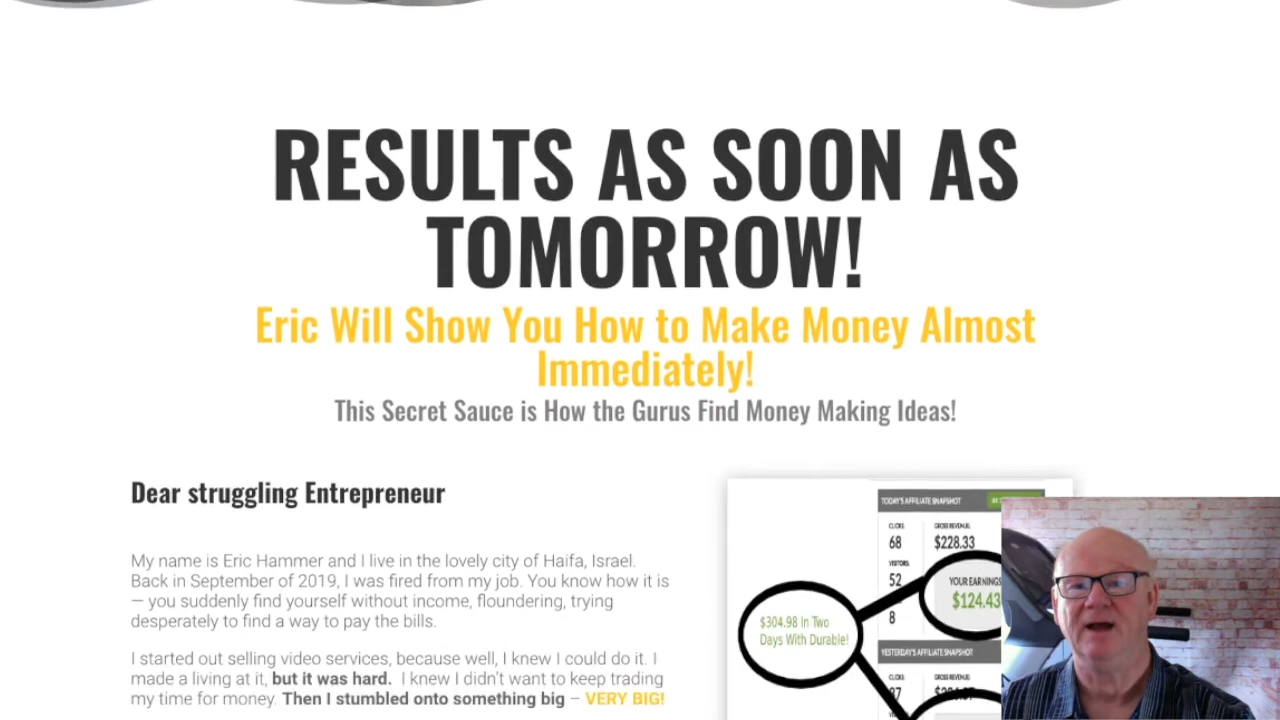 RESULTS AS SOON AS
TOMORROW!
Eric Will Show You How to Make Money Almost
Immediately!
This Secret Sauce is How the Gurus Find Money Making Ideas!
Dear struggling Entrepreneur
My name is Eric Hammer and I live in the lovely city of Haifa, Israel.
Back in September of 2019, I was fired from my job. You know how it is
— you suddenly find yourself without income, floundering, trying
desperately to find a way to pay the bills.
I started out selling video services, because well, I knew I could do it. I
made a living at it, but it was hard. I knew I didn't want to keep trading
my time for money. Then I stumbled onto something big – VERY BIG!
TODAY'S AFFILIATE SNAPSHOT
CLICKS: GROSS REVENUE:
68 $228.33
VISITORS:
52
YOUR EARNINGS
$124.43
8
$304.98 In Two
Days With Durable!
YESTERDAY'S AFFILIATE SNAPSHOT
CLICKS: GROSS REVENUE: